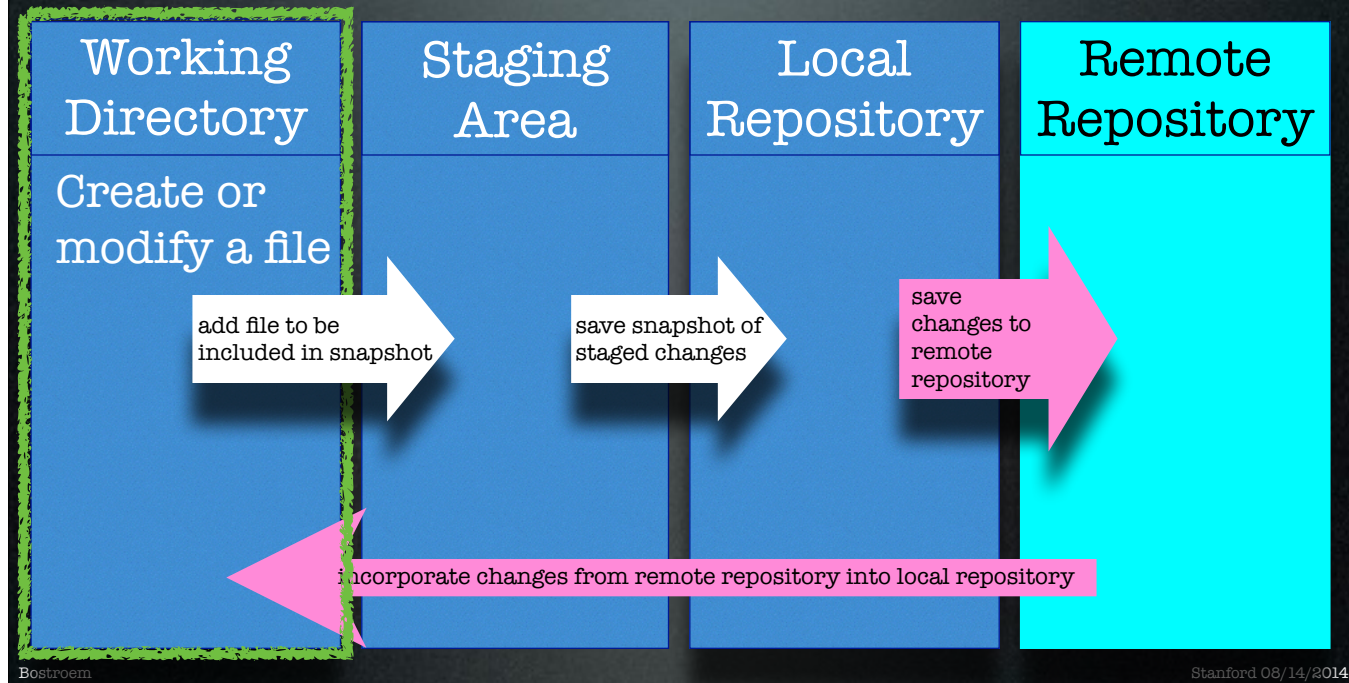 Working
Directory
Staging
Area
Local
Repository
Remote
Repository
Create or
modify a file
add file to be
included in snapshot
save snapshot of
staged changes
save
changes to
remote
repository
incorporate changes from remote repository into local repository
Bostroem
Stanford 08/14/2014